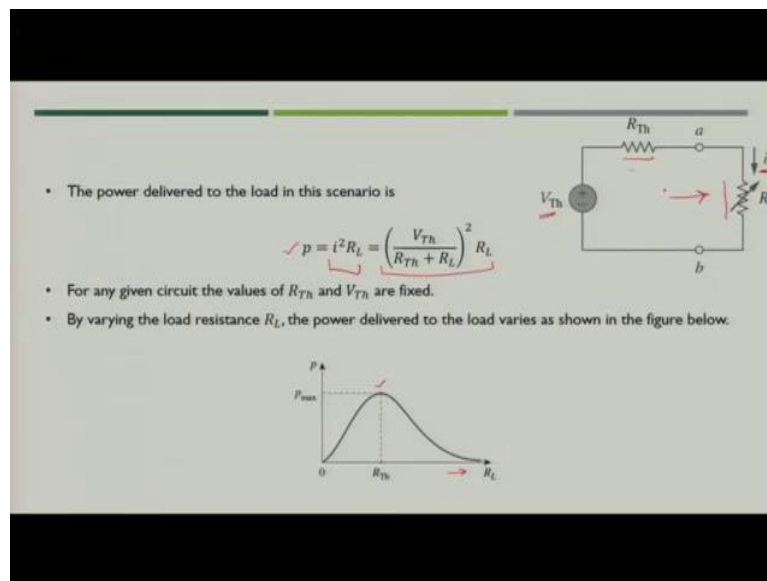 R_Th
a
i
V_Th
R
b
• The power delivered to the load in this scenario is
p = i²R_L = (V_Th / (R_Th + R_L))² R_L
• For any given circuit the values of R_Th and V_Th are fixed.
• By varying the load resistance R_L, the power delivered to the load varies as shown in the figure below.
p
p_max
0
R_Th
R_L